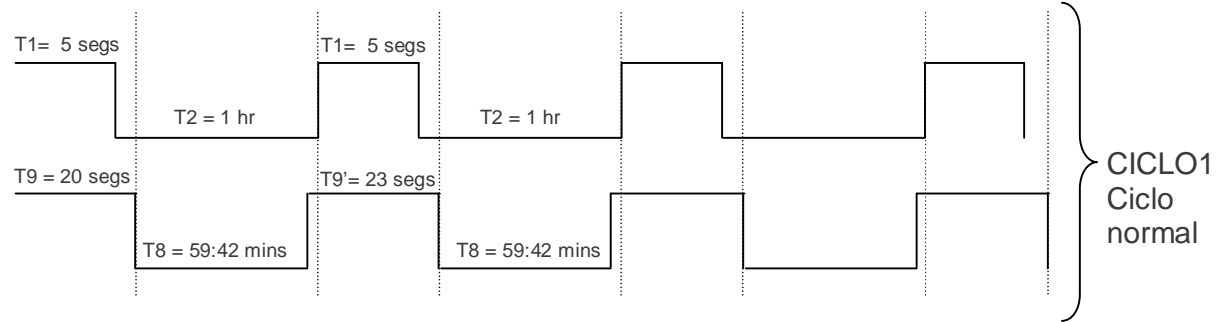 T1=  5 segs
T1=  5 segs
T2 = 1 hr
T2 = 1 hr
T9 = 20 segs
T9’= 23 segs
T8 = 59:42 mins
T8 = 59:42 mins
CICLO1
Ciclo
normal